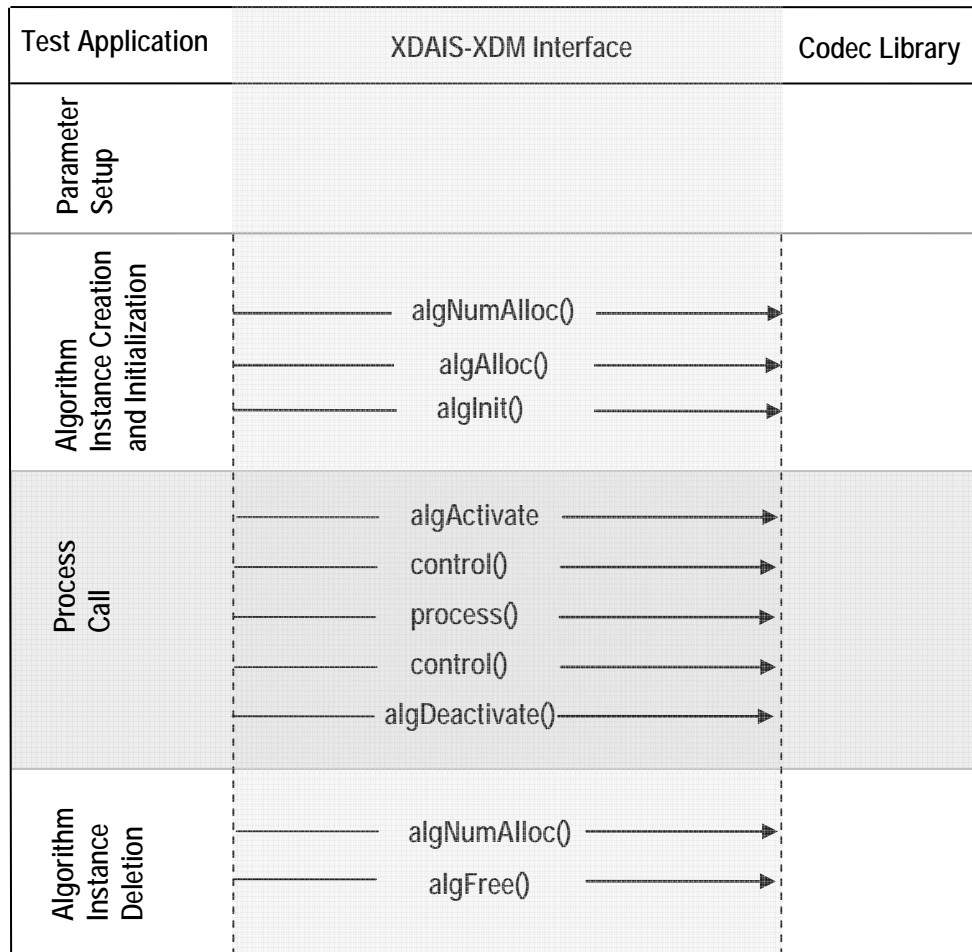 Test Application
XDAIS-XDM Interface
Codec Library
Parameter
Setup
Algorithm
Instance Creation
and Initialization
algNumAlloc()
algAlloc()
algInit()
Process
Call
algActivate
control()
process()
control()
algDeactivate()
Algorithm
Instance
Deletion
algNumAlloc()
algFree()